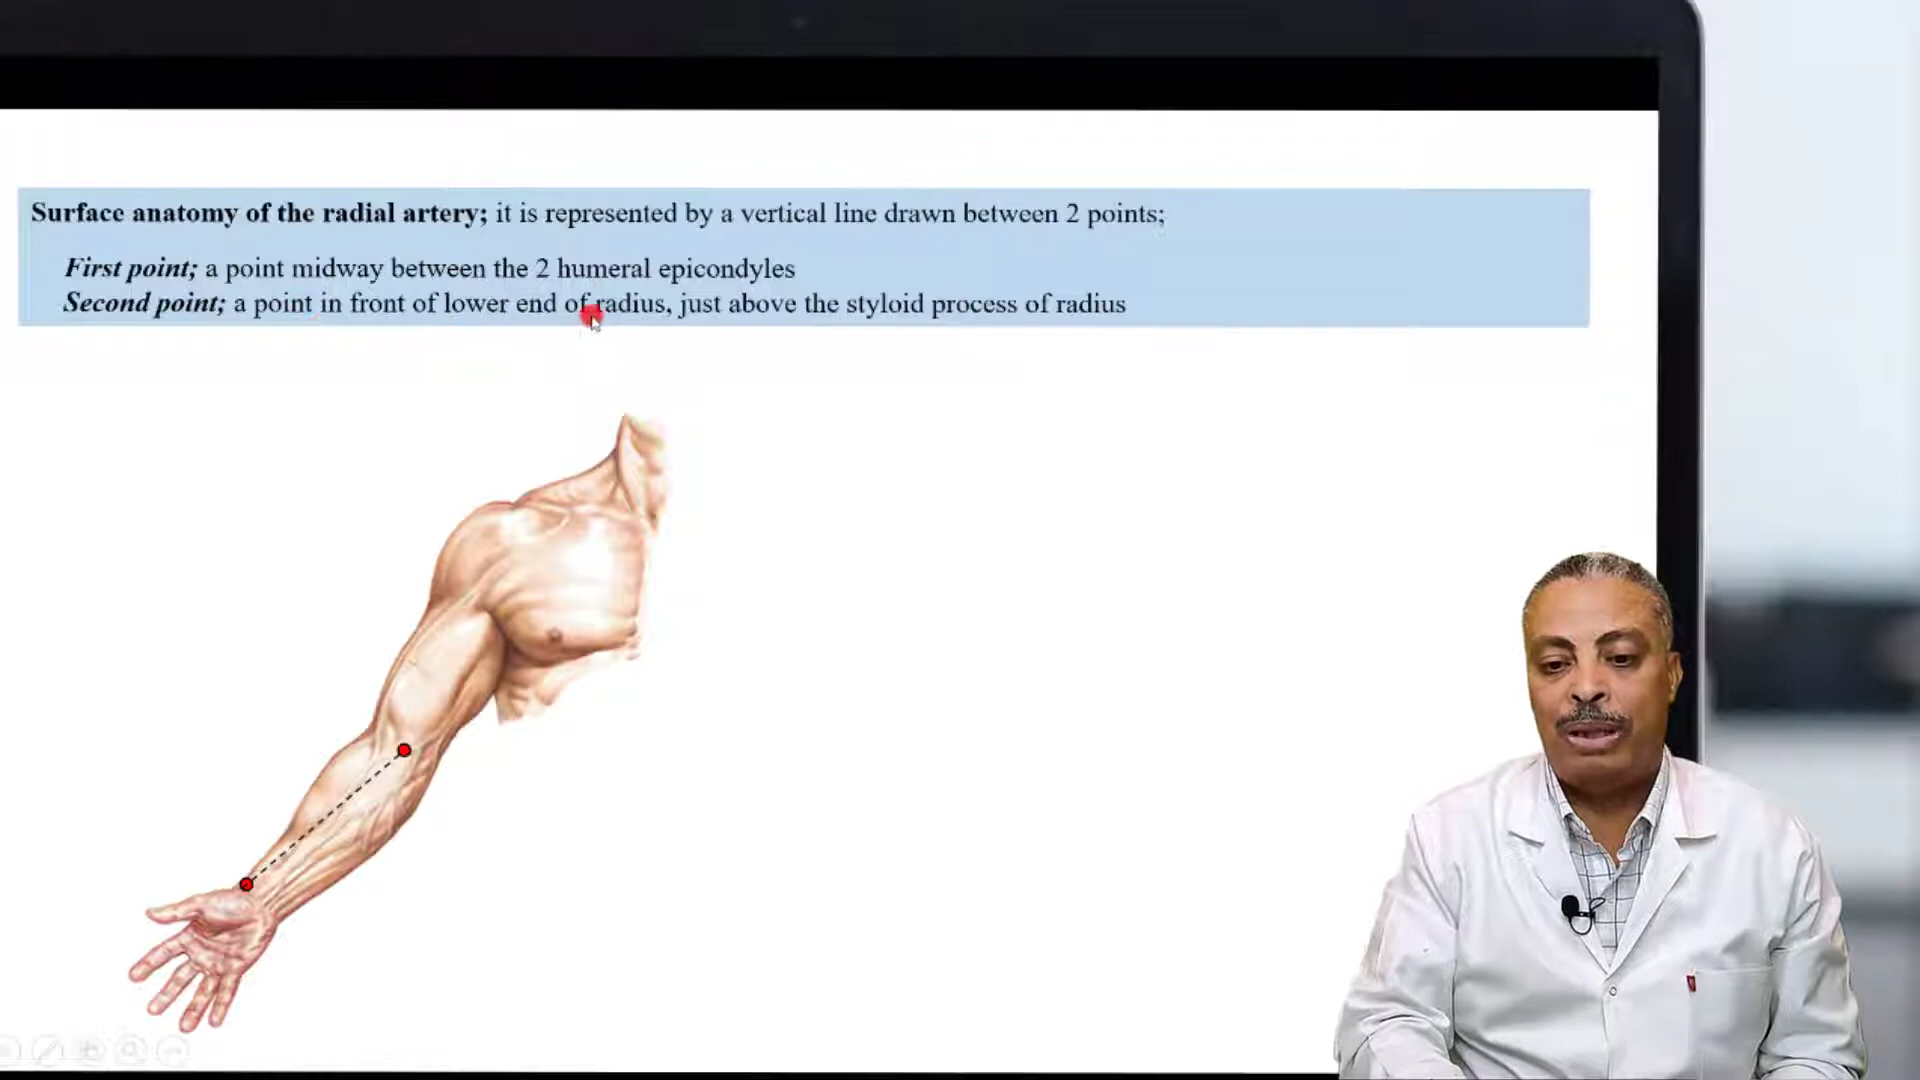 Surface anatomy of the radial artery; it is represented by a vertical line drawn between 2 points;
First point; a point midway between the 2 humeral epicondyles
Second point; a point in front of lower end of radius, just above the styloid process of radius